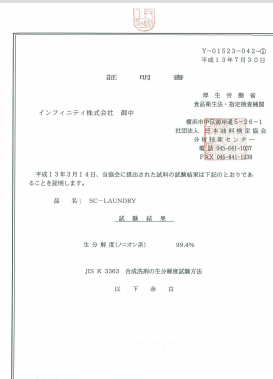 Y-01523-042-①
平成13年7月30日
証明書
厚生労働省
食品衛生法・指定検査機関
インフィニティ株式会社 御中
横浜市中区海岸通5-26-1
社団法人 日本油料検定協会
分析技術センター
電話 045-641-1037
FAX 045-641-1038
平成13年3月14日、当協会に提出された試料の試験結果は下記のとおりであ
ることを証明します。
品 名: SC-LAUNDRY
試験結果
生分解度(ノニオン系) 99.4%
JIS K 3363 合成洗剤の生分解度試験方法
以下余白